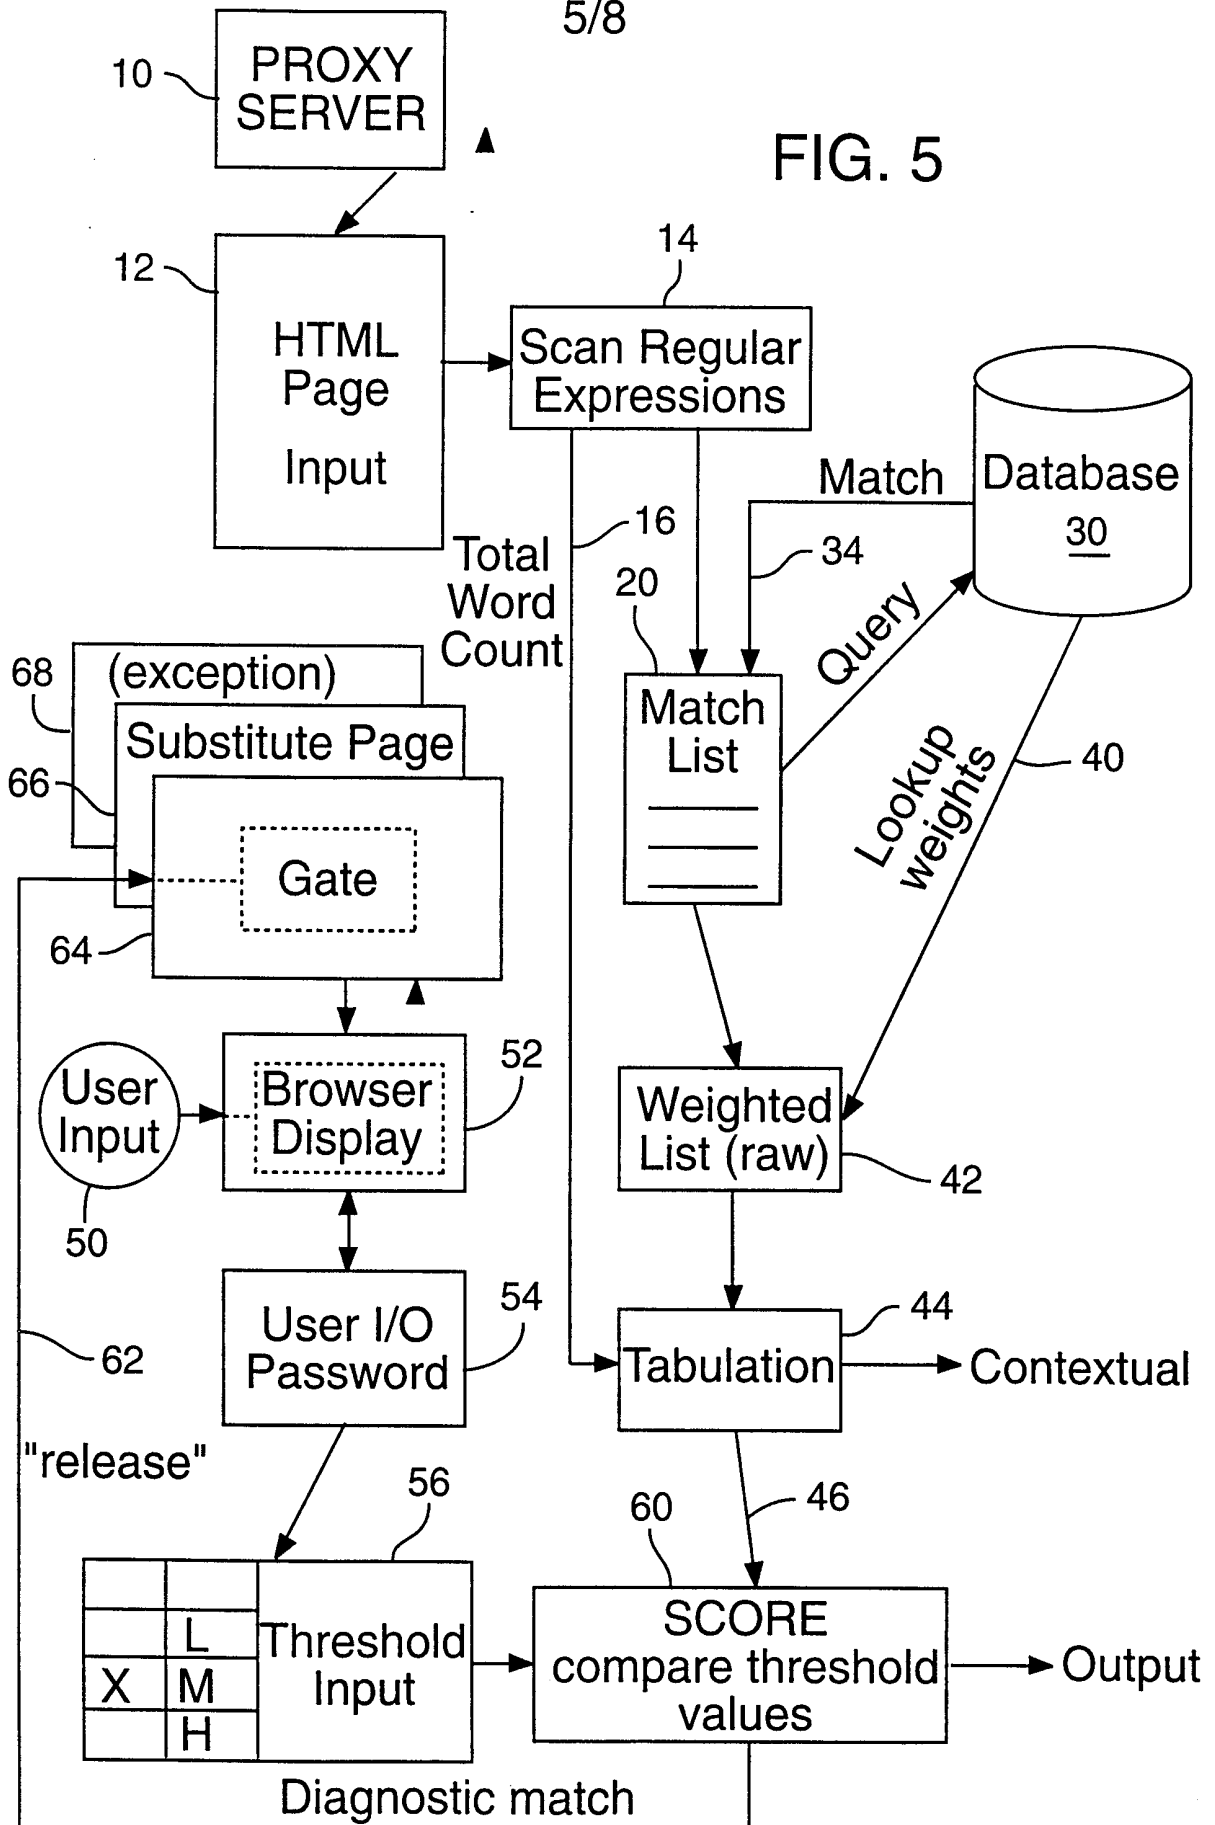 5/8
PROXY
SERVER
10
FIG. 5
12
HTML
Page
Input
14
Scan Regular
Expressions
Database
30
Match
16
34
Total
Word
Count
20
Query
Match
List
68
(exception)
Substitute Page
66
Gate
64
Lookup
weights
40
User
Input
50
Browser
Display
52
Weighted
List (raw)
42
User I/O
Password
54
44
Tabulation
Contextual
62
"release"
56
46
60
L
X M
H
Threshold
Input
SCORE
compare threshold
values
Output
Diagnostic match